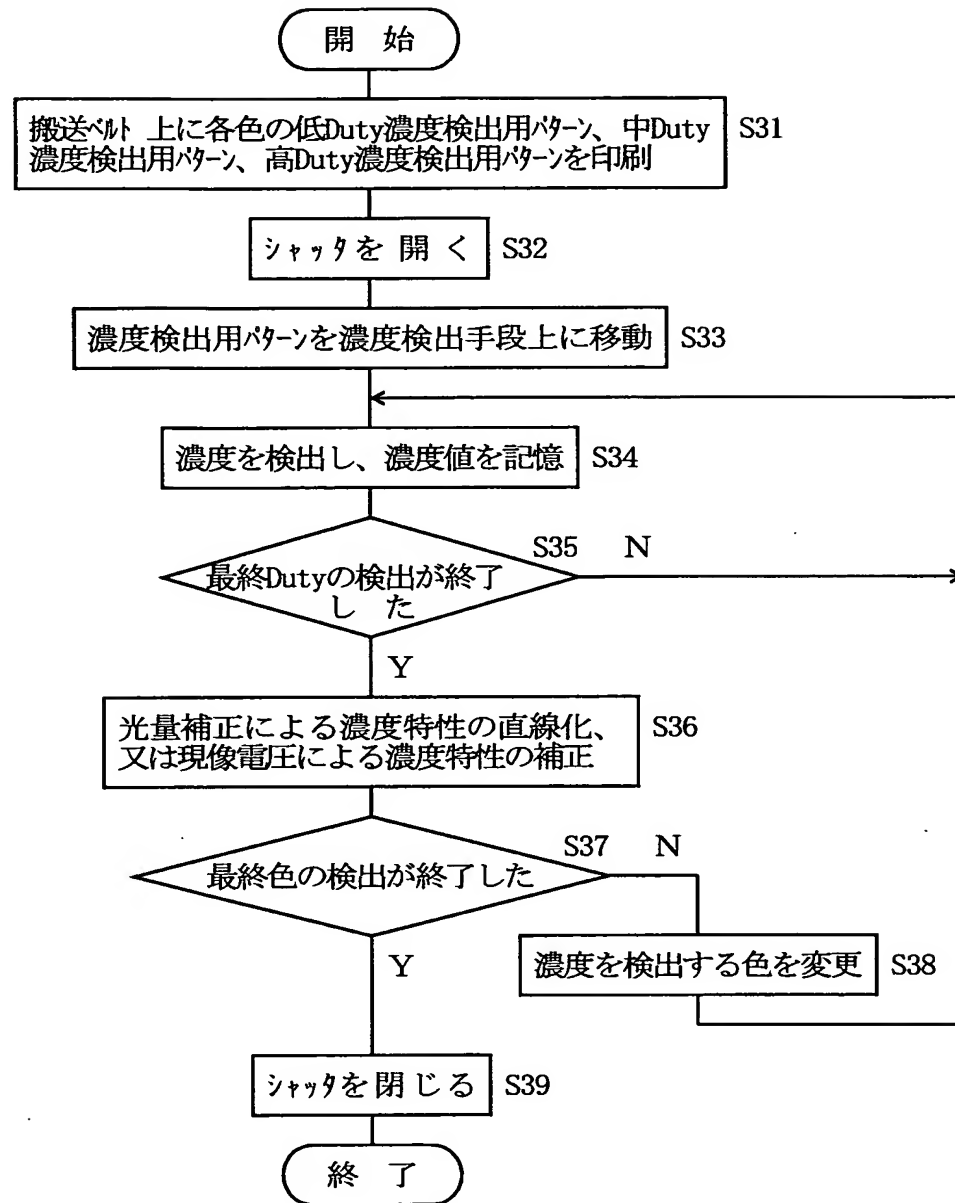 開 始
搬送ﾍﾞﾙﾄ 上に各色の低Duty濃度検出用ﾊﾟﾀｰﾝ、中Duty S31
濃度検出用ﾊﾟﾀｰﾝ、高Duty濃度検出用ﾊﾟﾀｰﾝを印刷
ｼｬｯﾀを 開 く S32
濃度検出用ﾊﾟﾀｰﾝを濃度検出手段上に移動 S33
濃度を検出し、濃度値を記憶 S34
S35 N
最終Dutyの検出が終了
し た
Y
光量補正による濃度特性の直線化、 S36
又は現像電圧による濃度特性の補正
S37 N
最終色の検出が終了した
Y
濃度を検出する色を変更 S38
ｼｬｯﾀを 閉 じ る S39
終 了